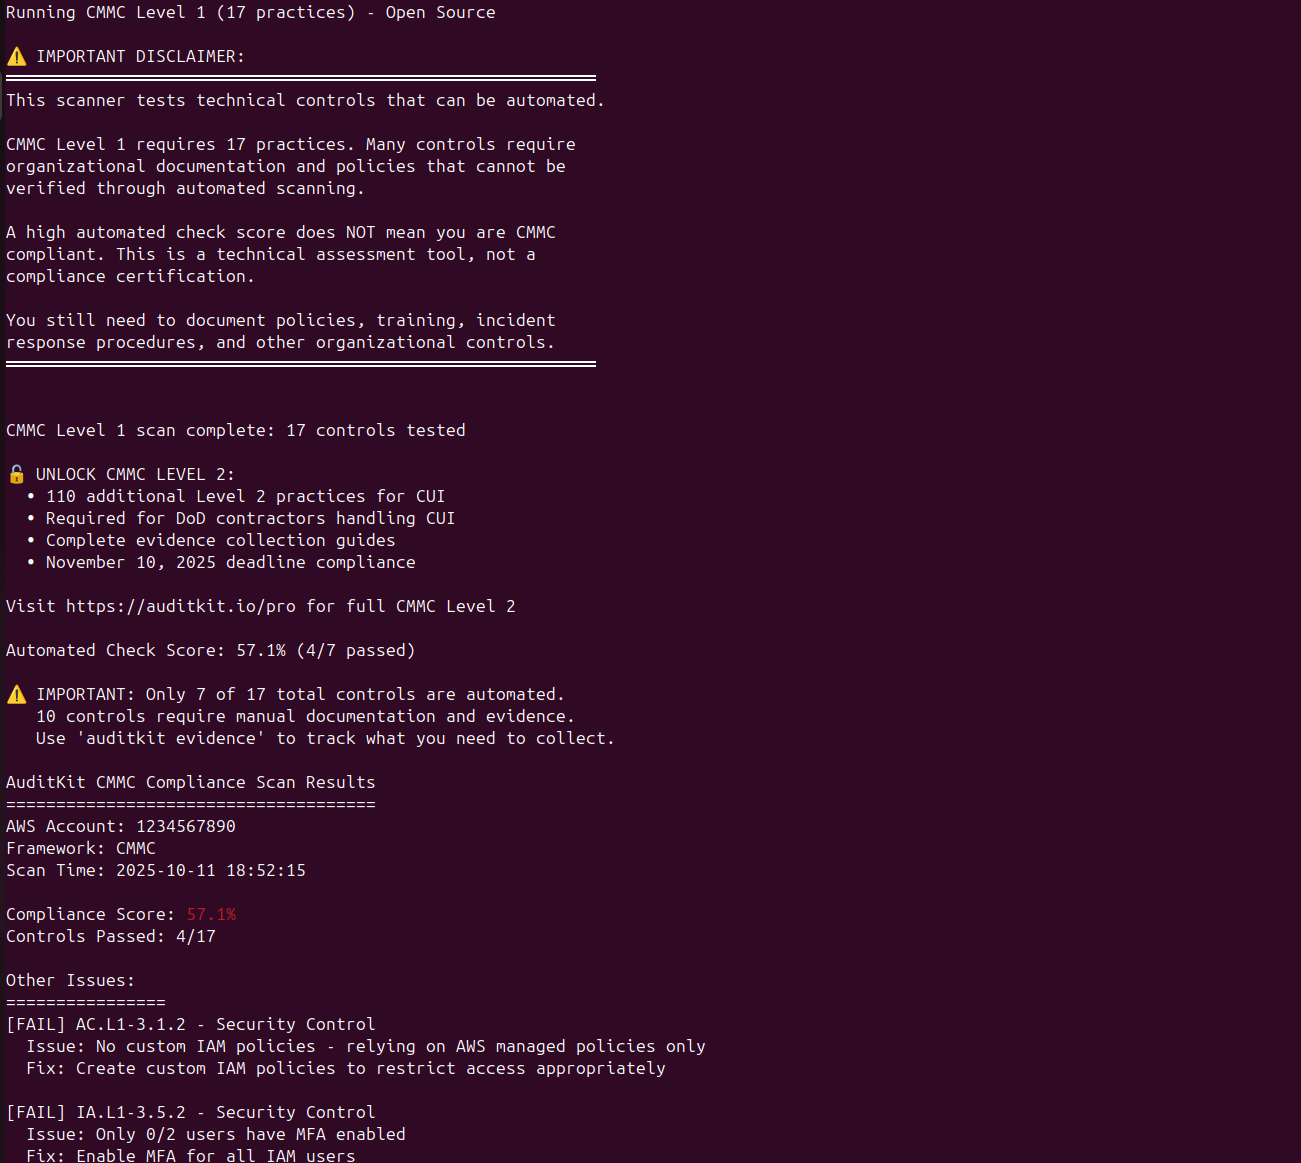 Running CMMC Level 1 (17 practices) - Open Source
⚠️ IMPORTANT DISCLAIMER:
═══════════════════════════════════════════════════════════
This scanner tests technical controls that can be automated.
CMMC Level 1 requires 17 practices. Many controls require
organizational documentation and policies that cannot be
verified through automated scanning.
A high automated check score does NOT mean you are CMMC
compliant. This is a technical assessment tool, not a
compliance certification.
You still need to document policies, training, incident
response procedures, and other organizational controls.
═══════════════════════════════════════════════════════════
CMMC Level 1 scan complete: 17 controls tested
🔓 UNLOCK CMMC LEVEL 2:
  • 110 additional Level 2 practices for CUI
  • Required for DoD contractors handling CUI
  • Complete evidence collection guides
  • November 10, 2025 deadline compliance
Visit https://auditkit.io/pro for full CMMC Level 2
Automated Check Score: 57.1% (4/7 passed)
⚠️ IMPORTANT: Only 7 of 17 total controls are automated.
   10 controls require manual documentation and evidence.
   Use 'auditkit evidence' to track what you need to collect.
AuditKit CMMC Compliance Scan Results
=====================================
AWS Account: 1234567890
Framework: CMMC
Scan Time: 2025-10-11 18:52:15
Compliance Score: 57.1%
Controls Passed: 4/17
Other Issues:
================
[FAIL] AC.L1-3.1.2 - Security Control
  Issue: No custom IAM policies - relying on AWS managed policies only
  Fix: Create custom IAM policies to restrict access appropriately
[FAIL] IA.L1-3.5.2 - Security Control
  Issue: Only 0/2 users have MFA enabled
  Fix: Enable MFA for all IAM users